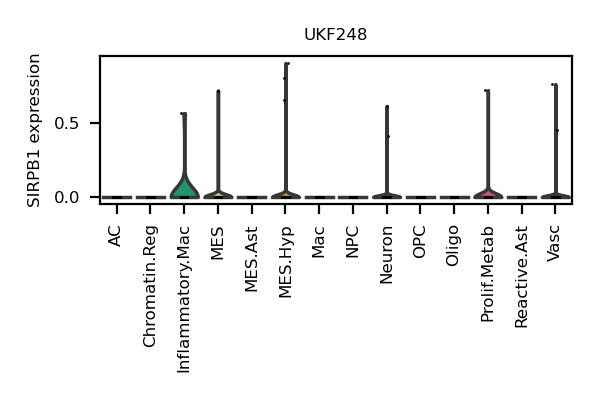 UKF248
SIRPB1 expression
0.5
0.0
AC
Chromatin.Reg
Inflammatory.Mac
MES
MES.Ast
MES.Hyp
Mac
NPC
Neuron
OPC
Oligo
Prolif.Metab
Reactive.Ast
Vasc